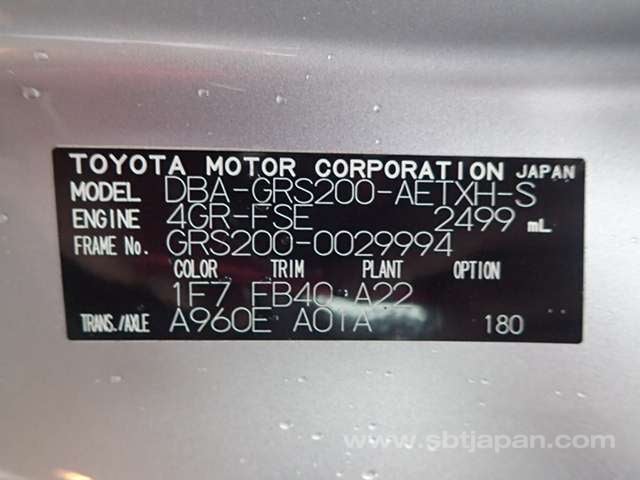 TOYOTA MOTOR CORPORATION JAPAN
MODEL DBA-GRS200-AETXH-S
ENGINE 4GR-FSE 2499 mL
FRAME No. GRS200-0029994
COLOR TRIM PLANT OPTION
1F7 FB40 A22
TRANS./AXLE A960E A01A 180
www.sbtjapan.com